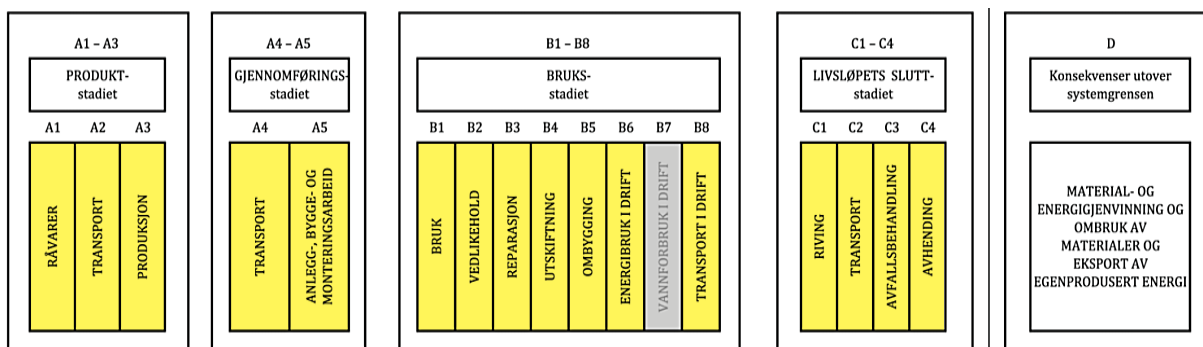 A1 – A3
PRODUKT-
stadiet
A1 A2 A3
RÅVARER
TRANSPORT
PRODUKSJON
A4 – A5
GJENNOMFØRINGS-
stadiet
A4 A5
TRANSPORT
ANLEGG-, BYGGE- OG
MONTERINGSARBEID
B1 – B8
BRUKS-
stadiet
B1 B2 B3 B4 B5 B6 B7 B8
BRUK
VEDLIKEHOLD
REPARASJON
UTSKIFTNING
OMBYGGING
ENERGIBRUK I DRIFT
VANNFORBRUK I DRIFT
TRANSPORT I DRIFT
C1 – C4
LIVSLØPETS SLUTT-
stadiet
C1 C2 C3 C4
RIVING
TRANSPORT
AVFALLSBEHANDLING
AVHENDING
D
Konsekvenser utover
systemgrensen
MATERIAL- OG
ENERGIGJENVINNING OG
OMBRUK AV
MATERIALER OG
EKSPORT AV
EGENPRODUSERT ENERGI